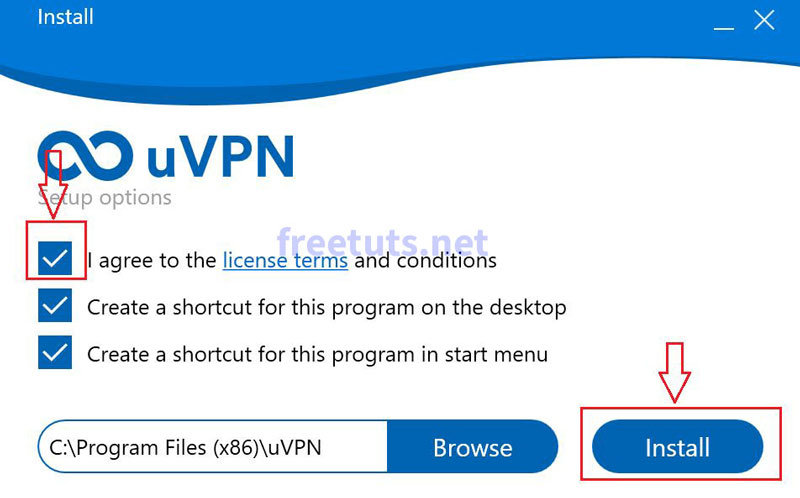 Install
uVPN
Setup options
freetuts.net
I agree to the license terms and conditions
Create a shortcut for this program on the desktop
Create a shortcut for this program in start menu
C:\Program Files (x86)\uVPN
Browse
Install